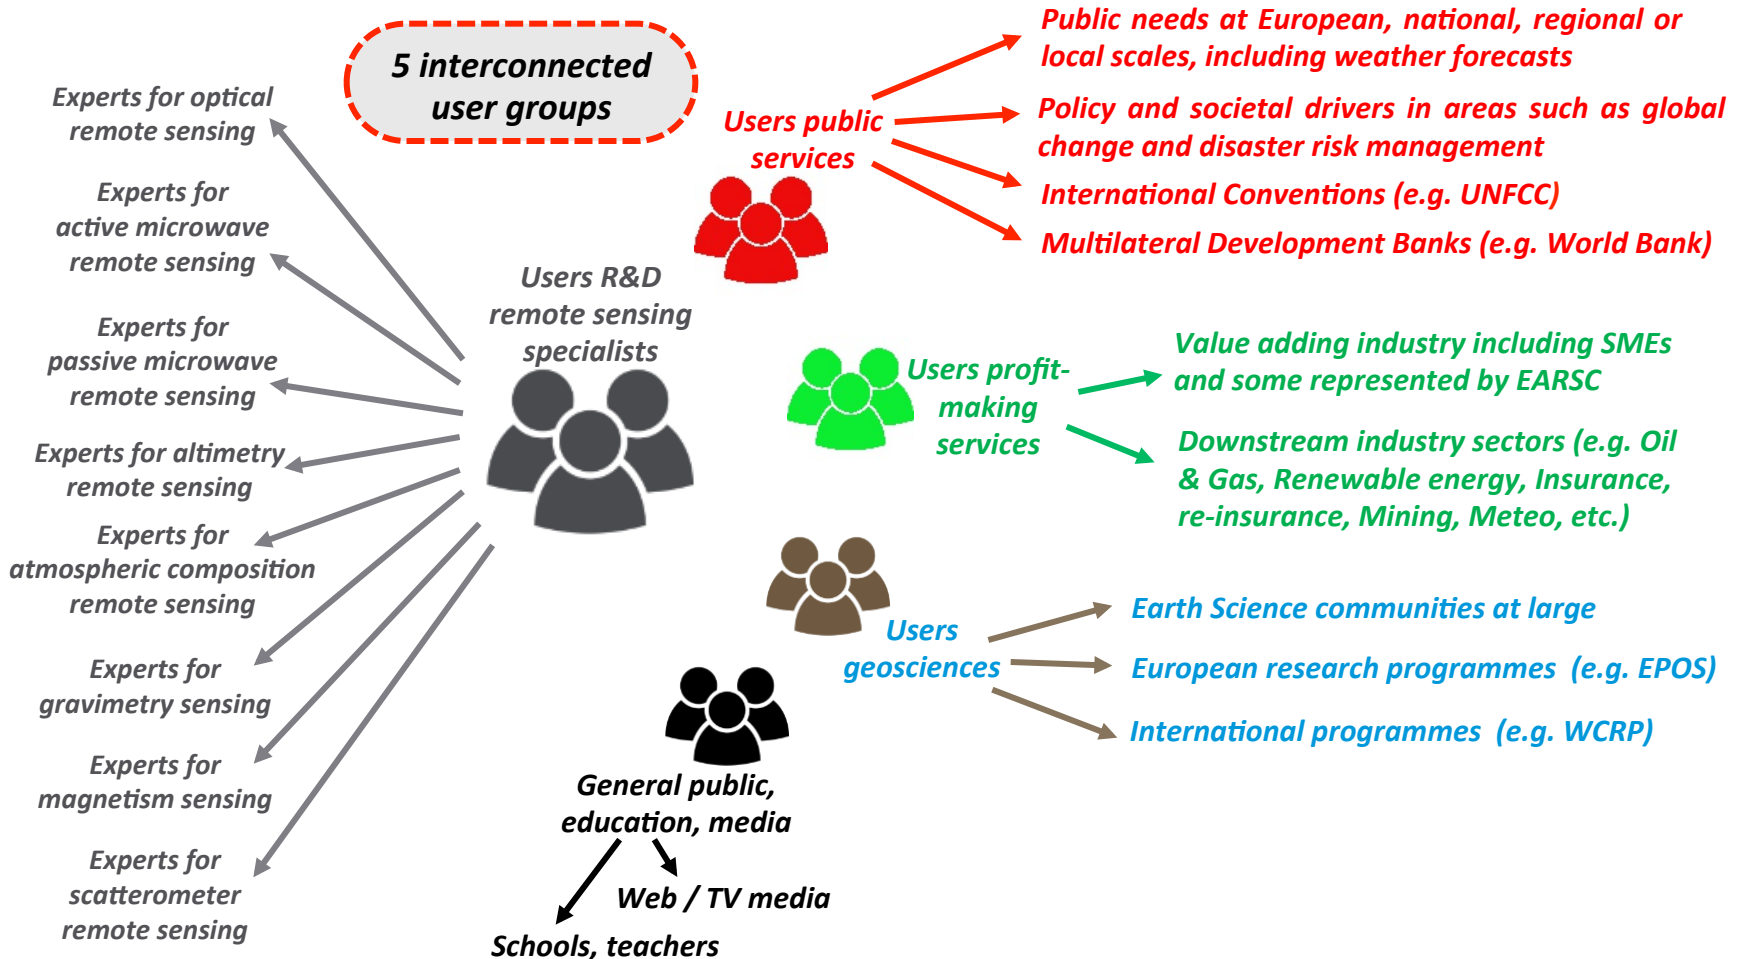 5 interconnected
user groups
Experts for optical
remote sensing
Experts for
active microwave
remote sensing
Experts for
passive microwave
remote sensing
Experts for altimetry
remote sensing
Experts for
atmospheric composition
remote sensing
Experts for
gravimetry sensing
Experts for
magnetism sensing
Experts for
scatterometer
remote sensing
Users R&D
remote sensing
specialists
Users public
services
Public needs at European, national, regional or
local scales, including weather forecasts
Policy and societal drivers in areas such as global
change and disaster risk management
International Conventions (e.g. UNFCC)
Multilateral Development Banks (e.g. World Bank)
Users profit-
making
services
Value adding industry including SMEs
and some represented by EARSC
Downstream industry sectors (e.g. Oil
& Gas, Renewable energy, Insurance,
re-insurance, Mining, Meteo, etc.)
Users
geosciences
Earth Science communities at large
European research programmes (e.g. EPOS)
International programmes (e.g. WCRP)
General public,
education, media
Web / TV media
Schools, teachers